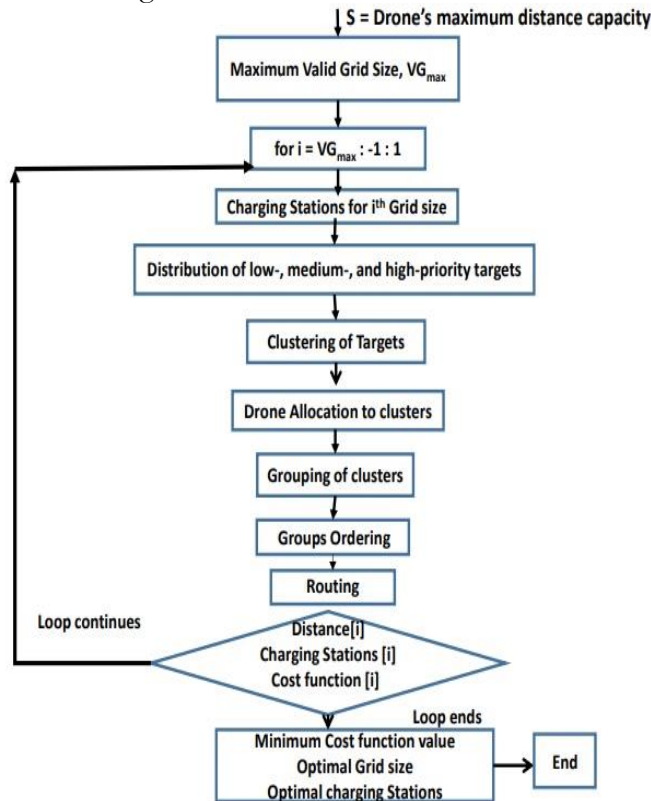 S = Drone's maximum distance capacity
Maximum Valid Grid Size, VGmax
for i = VGmax : -1 : 1
Charging Stations for ith Grid size
Distribution of low-, medium-, and high-priority targets
Clustering of Targets
Drone Allocation to clusters
Grouping of clusters
Groups Ordering
Routing
Loop continues
Distance[i]
Charging Stations [i]
Cost function [i]
Loop ends
Minimum Cost function value
Optimal Grid size
Optimal charging Stations
End